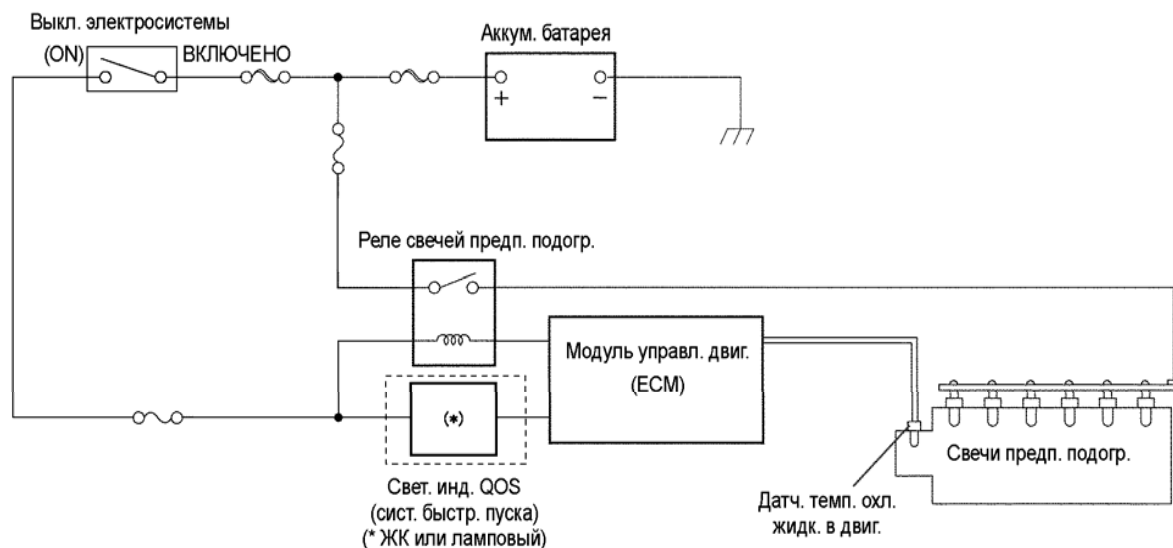 Выкл. электросистемы
(ON)
ВКЛЮЧЕНО
Аккум. батарея
+
−
Реле свечей предп. подогр.
Модуль управл. двиг.
(ECM)
(*)
Свечи предп. подогр.
Свет. инд. QOS
(сист. быстр. пуска)
(* ЖК или ламповый)
Датч. темп. охл.
жидк. в двиг.